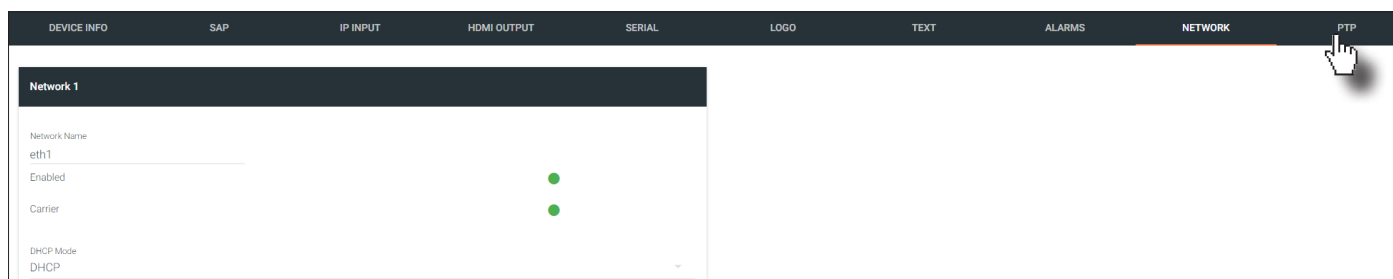 DEVICE INFO SAP IP INPUT HDMI OUTPUT SERIAL LOGO TEXT ALARMS NETWORK PTP
Network 1
Network Name
eth1
Enabled
Carrier
DHCP Mode
DHCP